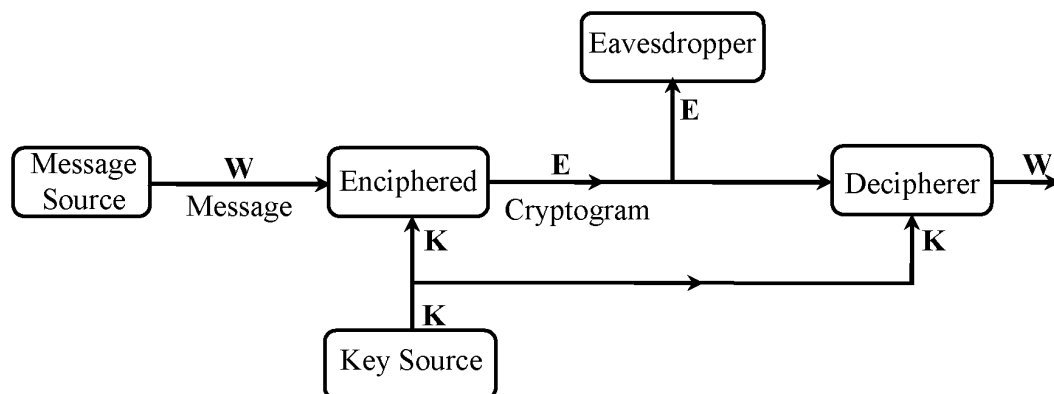 Eavesdropper
E
Message
Source
W
Message
Enciphered
E
Cryptogram
Decipherer
W
K
K
K
Key Source